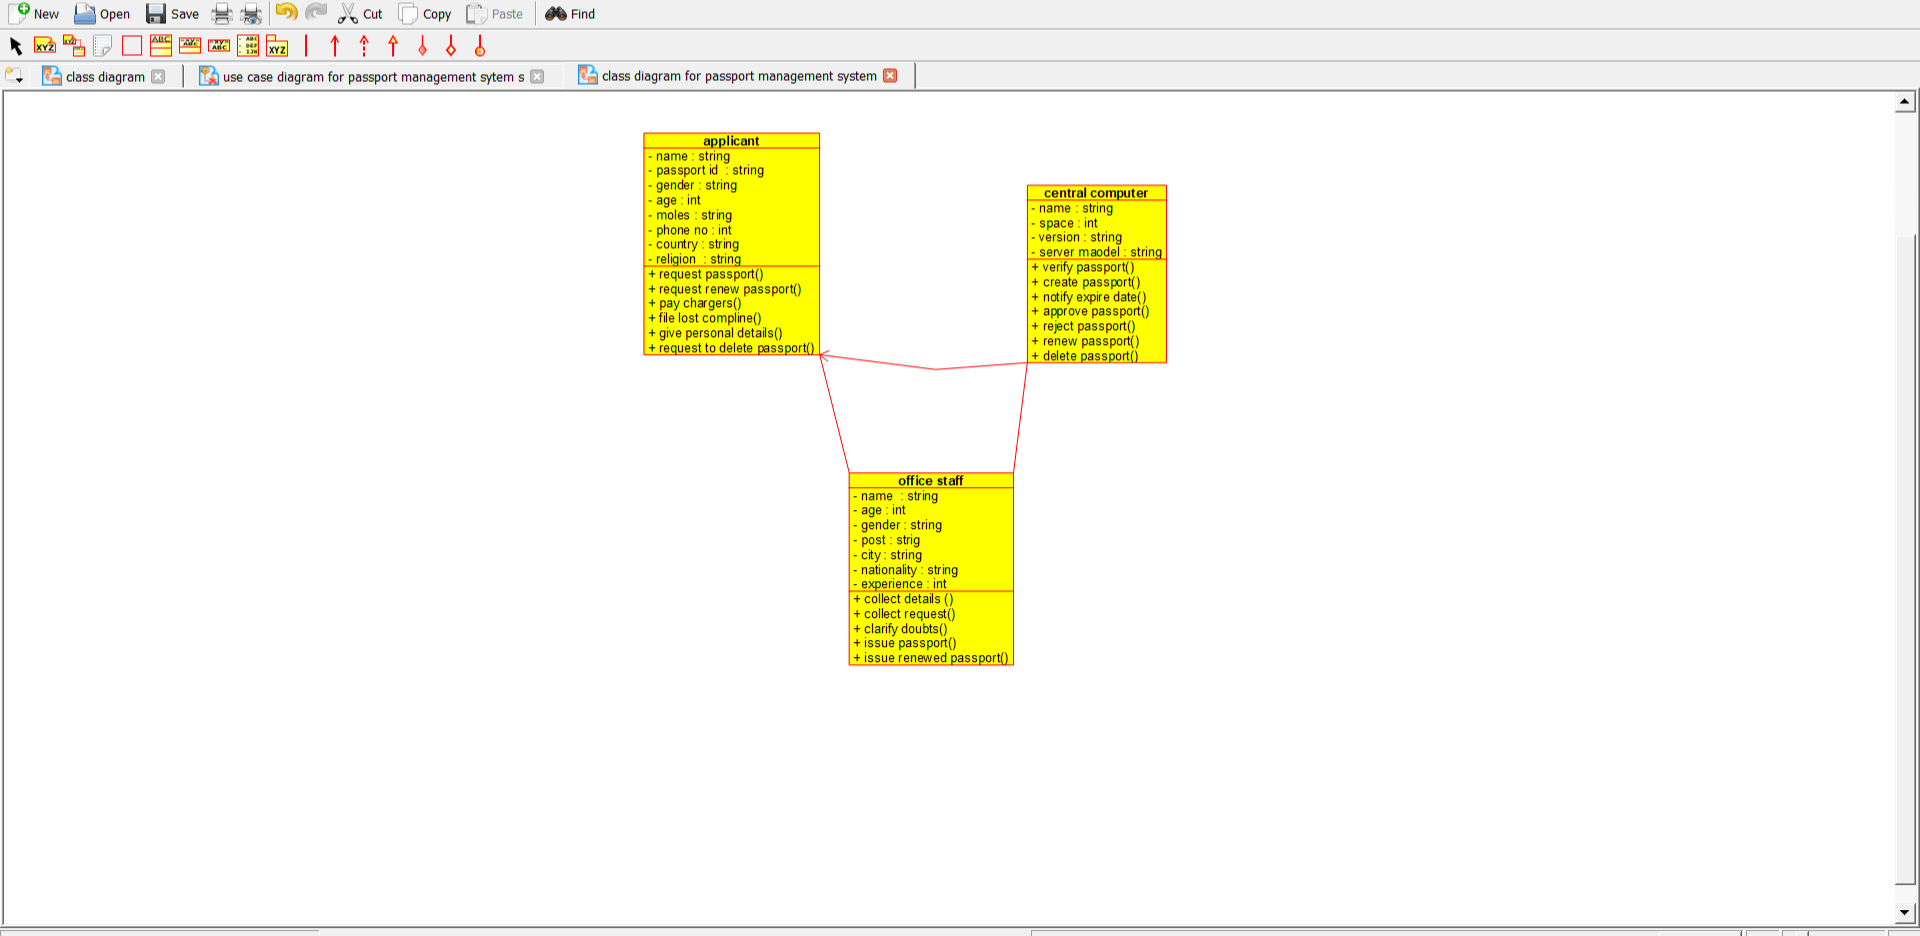 New Open Save Cut Copy Paste Find
XYZ XYZ ABC ABC XYZ
class diagram use case diagram for passport management sytem s class diagram for passport management system
applicant
- name : string
- passport id : string
- gender : string
- age : int
- moles : string
- phone no : int
- country : string
- religion : string
+ request passport()
+ request renew passport()
+ pay chargers()
+ file lost compline()
+ give personal details()
+ request to delete passport()
central computer
- name : string
- space : int
- version : string
- server maodel : string
+ verify passport()
+ create passport()
+ notify expire date()
+ approve passport()
+ reject passport()
+ renew passport()
+ delete passport()
office staff
- name : string
- age : int
- gender : string
- post : strig
- city : string
- nationality : string
- experience : int
+ collect details ()
+ collect request()
+ clarify doubts()
+ issue passport()
+ issue renewed passport()